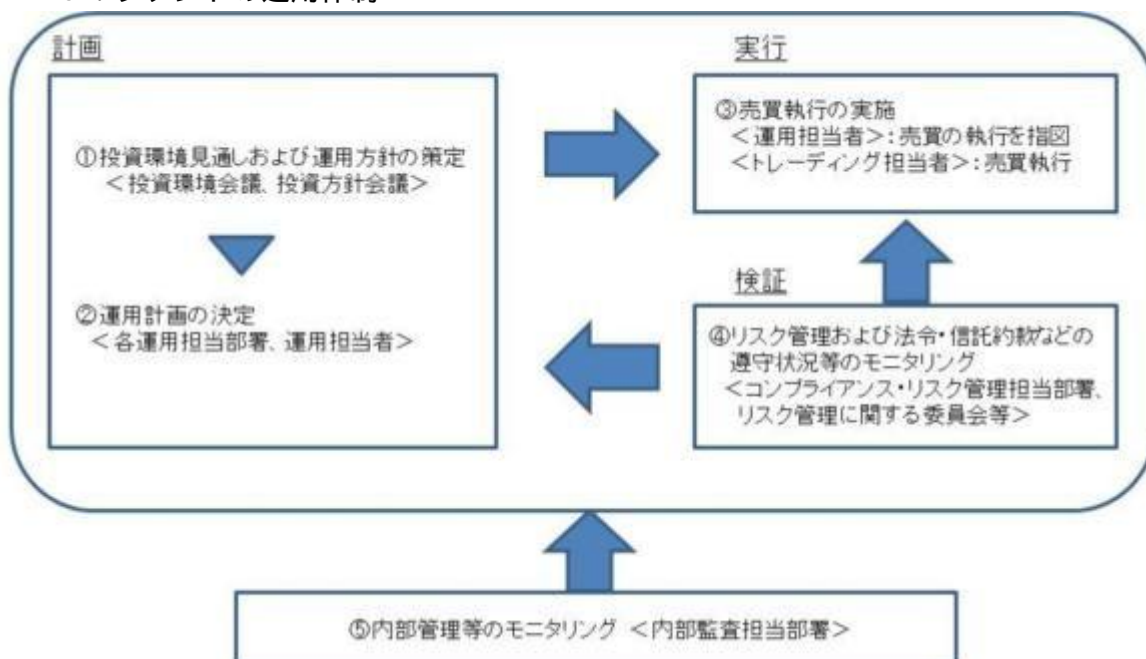 計画
①投資環境見通しおよび運用方針の策定
＜投資環境会議、投資方針会議＞
②運用計画の決定
＜各運用担当部署、運用担当者＞
実行
③売買執行の実施
＜運用担当者＞：売買の執行を指図
＜トレーディング担当者＞：売買執行
検証
④リスク管理および法令・信託約款などの
遵守状況等のモニタリング
＜コンプライアンス・リスク管理担当部署、
リスク管理に関する委員会等＞
⑤内部管理等のモニタリング ＜内部監査担当部署＞